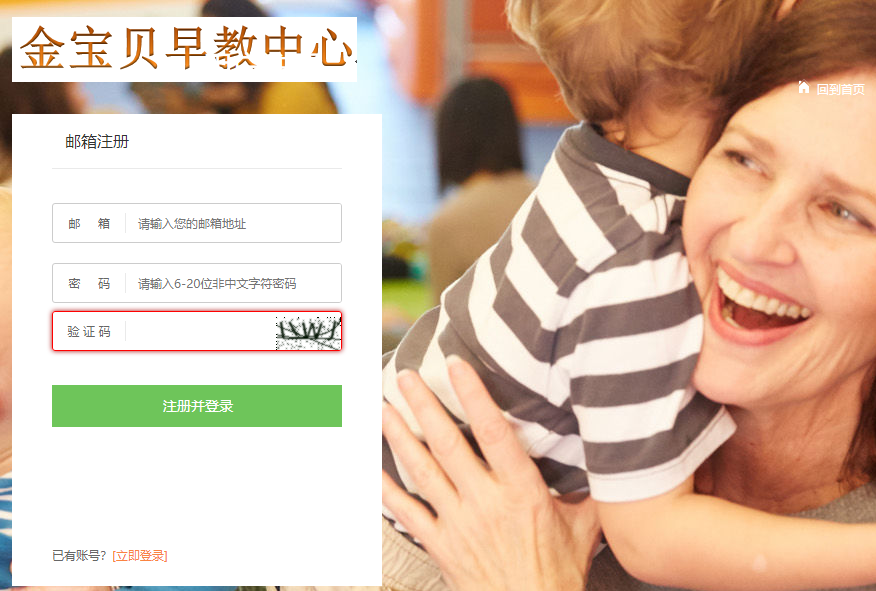 金宝贝早教中心
回到首页
邮箱注册
邮 箱 请输入您的邮箱地址
密 码 请输入6-20位非中文字符密码
验 证 码
注册并登录
已有账号? [立即登录]